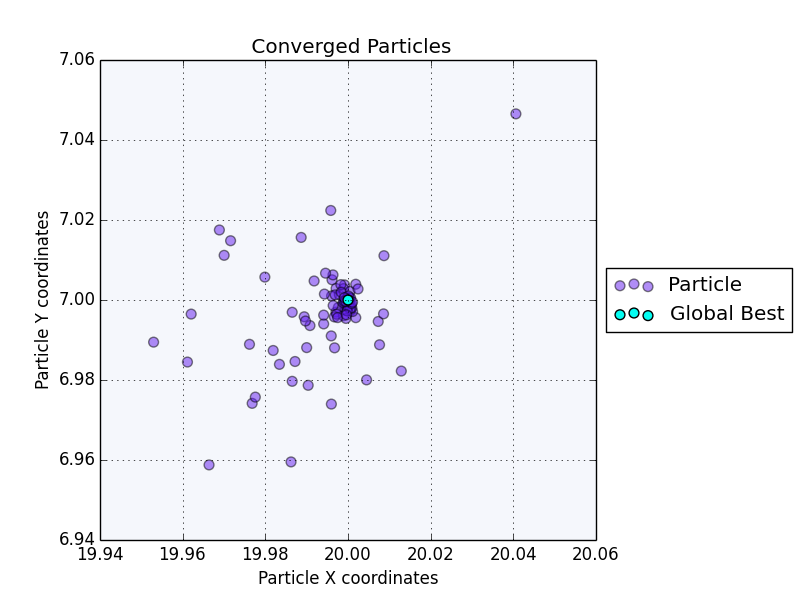 Converged Particles
7.06
7.04
7.02
7.00
6.98
6.96
6.94
Particle Y coordinates
19.94 19.96 19.98 20.00 20.02 20.04 20.06
Particle X coordinates
Particle
Global Best